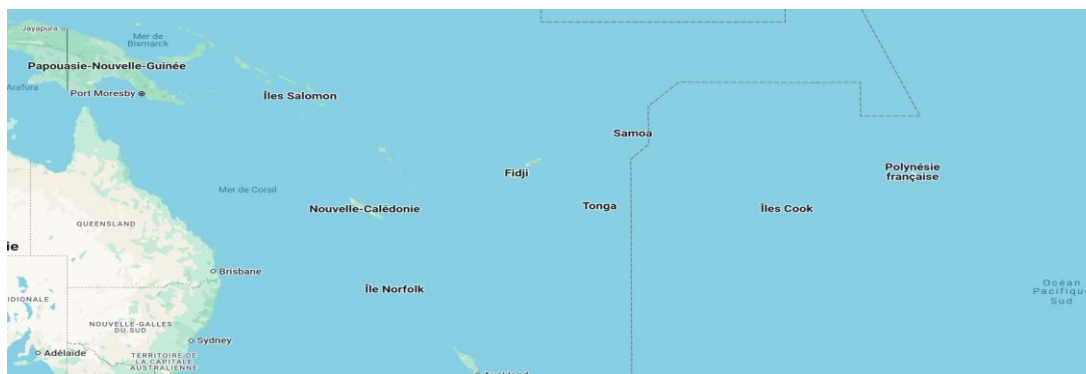 Jayapura
Mer de
Bismarck
Papouasie-Nouvelle-Guinée
Arafura
Port Moresby
Îles Salomon
Samoa
Fidji
Polynésie
française
Mer de Corail
Nouvelle-Calédonie
Tonga
Îles Cook
QUEENSLAND
ie
Brisbane
Île Norfolk
Océan
Pacifique
Sud
RIDIONALE
NOUVELLE-GALLES
DU SUD
Sydney
Adélaïde
TERRITOIRE DE
LA CAPITALE
AUSTRALIENNE